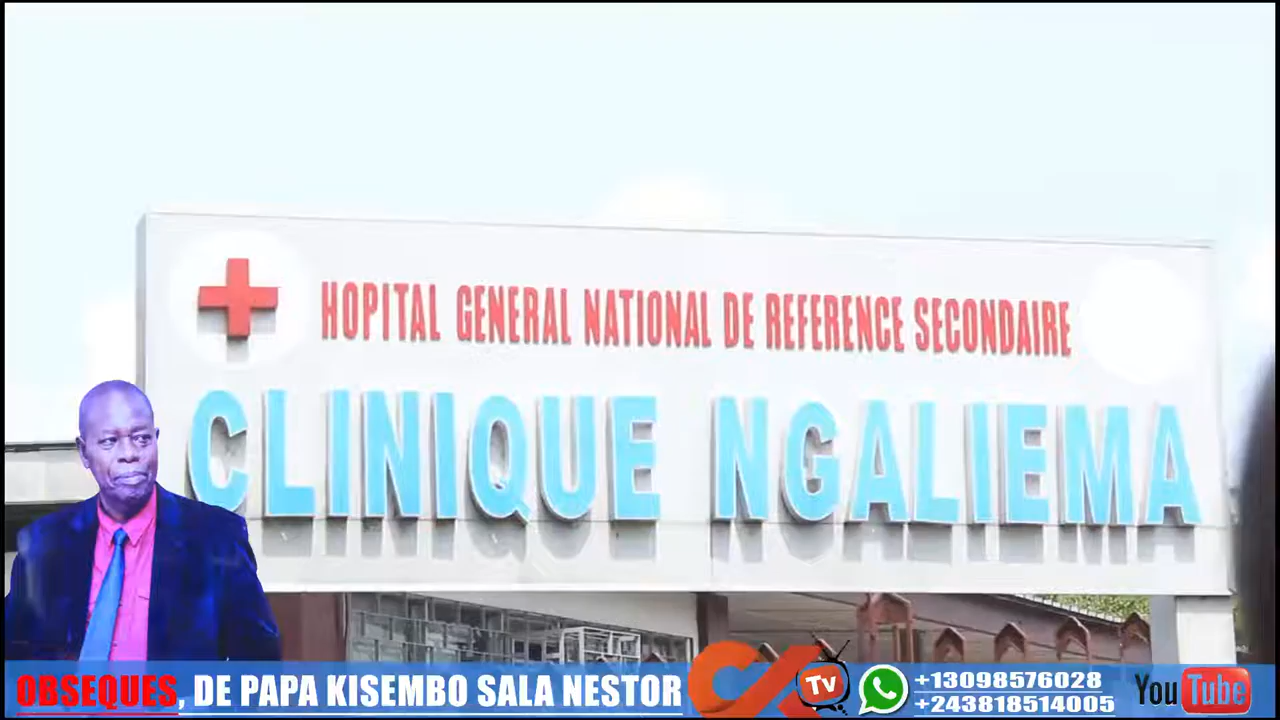 HOPITAL GENERAL NATIONAL DE REFERENCE SECONDAIRE
CLINIQUE NGALIEMA
OBSEQUES, DE PAPA KISEMBO SALA NESTOR
Tv
+13098576028
+243818514005
YouTube